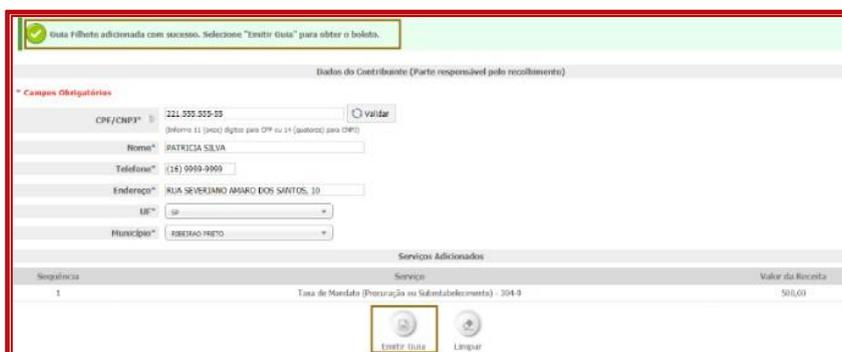 Guia Filhote adicionada com sucesso. Selecione "Emitir Guia" para obter o boleto.
Dados do Contribuinte (Parte responsável pelo recolhimento)
* Campos Obrigatórios
CPF/CNPJ* 221.555.555-55 Validar
(Informe 11 (onze) dígitos para CPF ou 14 (quatorze) para CNPJ)
Nome* PATRICIA SILVA
Telefone* (16) 9999-9999
Endereço* RUA SEVERIANO AMARO DOS SANTOS, 10
UF* SP
Município* RIBEIRAO PRETO
Serviços Adicionados
Sequência Serviço Valor da Receita
1 Taxa de Mandato (Procuração ou Substabelecimento) - 304-9 500,00
Emitir Guia Limpar